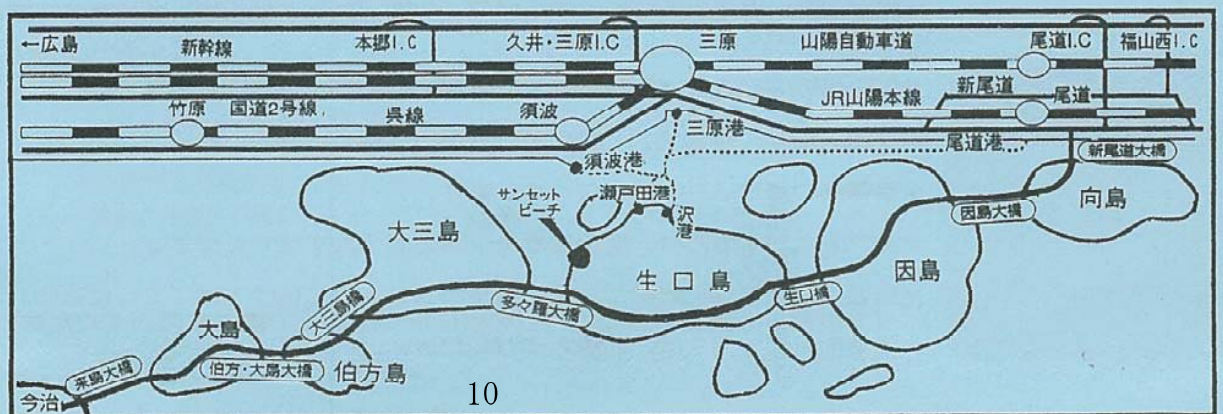 ←広島
新幹線
本郷I.C
久井・三原I.C
三原
山陽自動車道
尾道I.C
福山西I.C
竹原
国道2号線
呉線
須波
JR山陽本線
新尾道
尾道
三原港
尾道港
新尾道大橋
須波港
瀬戸田港
沢港
サンセット
ビーチ
大三島
生口島
因島
因島大橋
向島
多々羅大橋
生口橋
大三島橋
大島
伯方・大島大橋
伯方島
来島大橋
今治
10